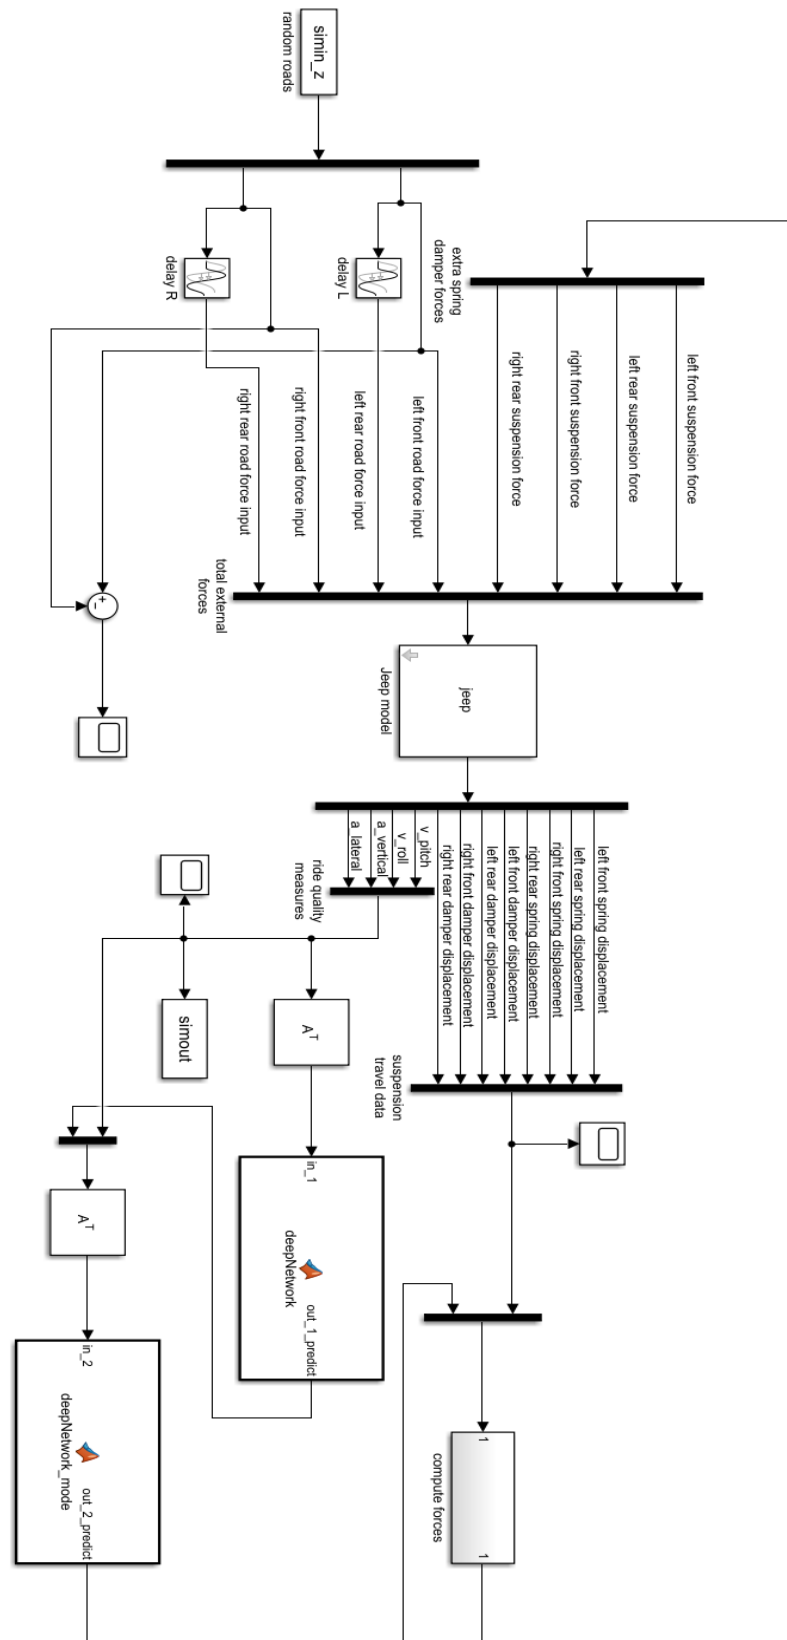 simin_z
random roads
delay R
delay L
extra spring
damper forces
right rear suspension force
right front suspension force
left rear suspension force
left front suspension force
right rear road force input
right front road force input
left rear road force input
left front road force input
total external
forces
+
−
jeep
Jeep model
a_lateral
a_vertical
v_roll
v_pitch
ride quality
measures
right rear damper displacement
right front damper displacement
left rear damper displacement
left front damper displacement
right rear spring displacement
right front spring displacement
left rear spring displacement
left front spring displacement
suspension
travel data
simout
Aᵀ
in_1
deepNetwork
out_1_predict
Aᵀ
in_2
deepNetwork_mode
out_2_predict
1
compute forces
1